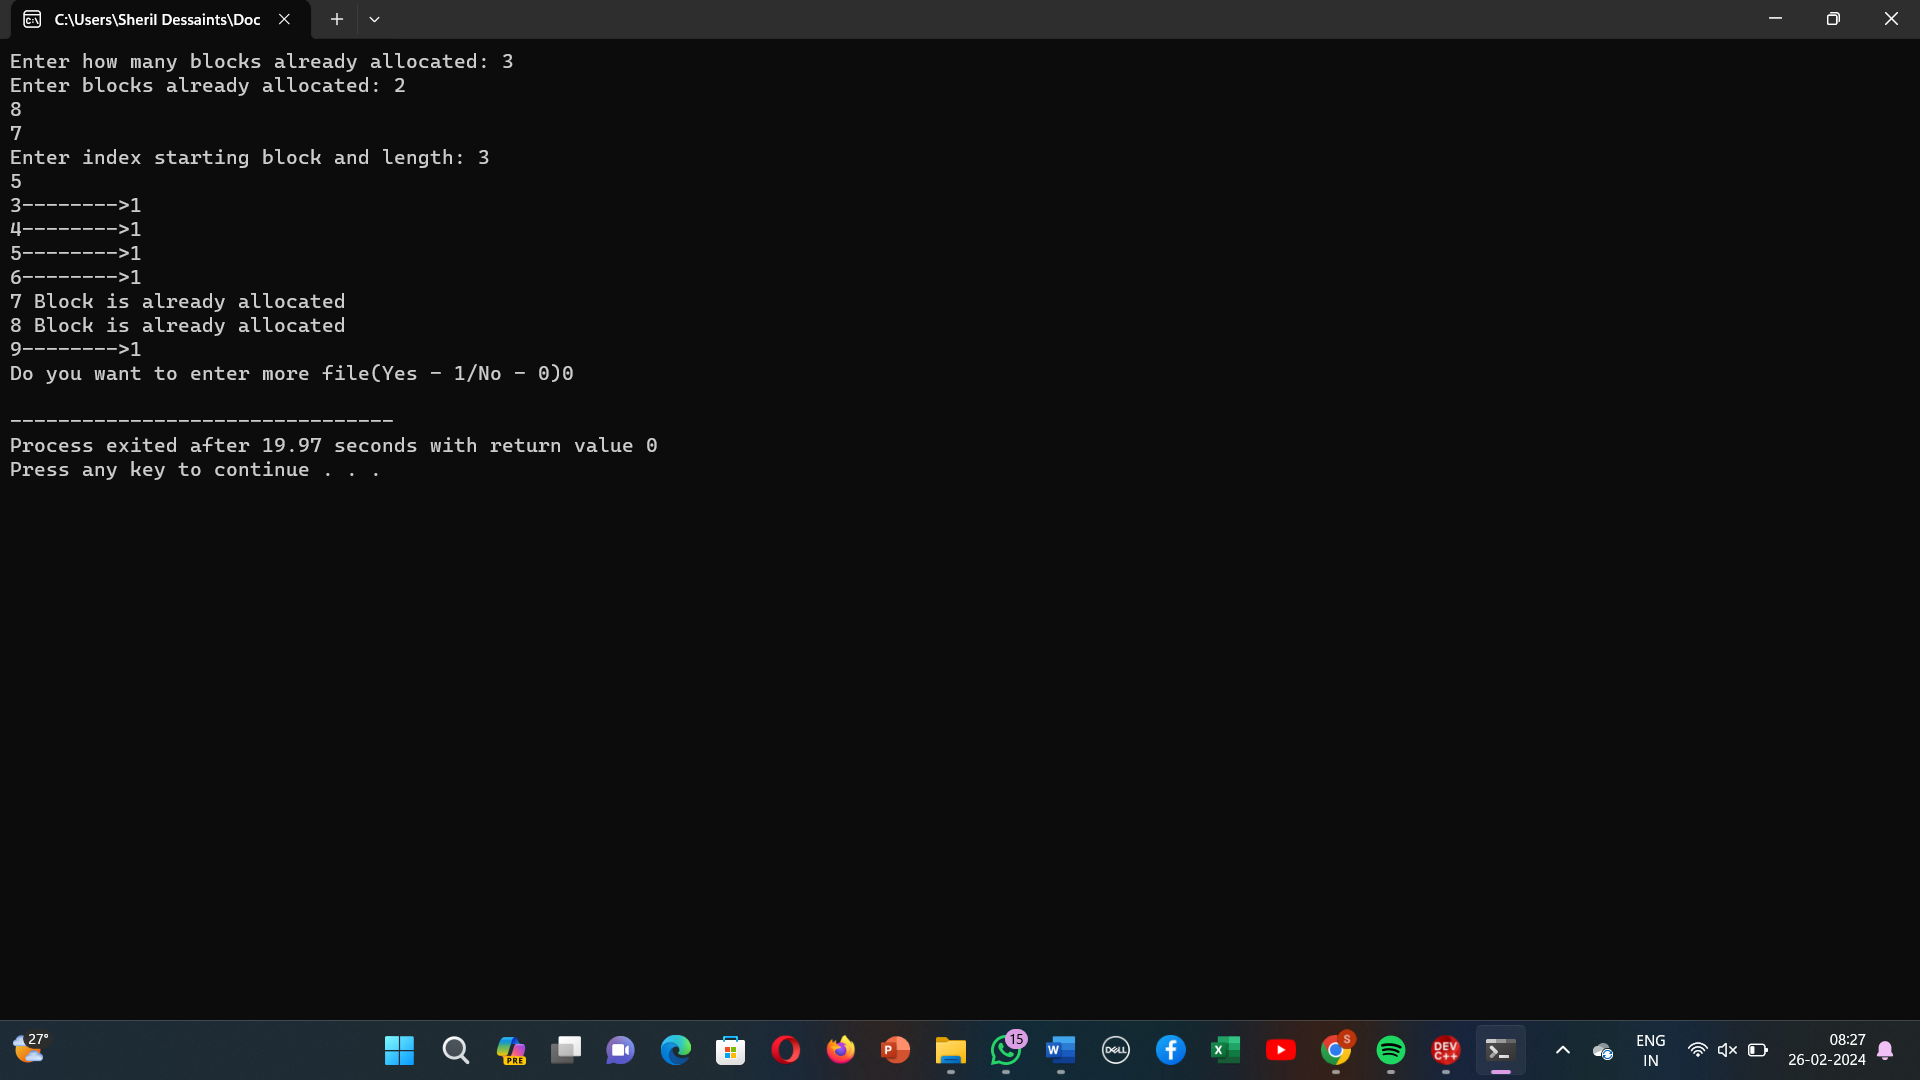 C:\Users\Sheril Dessaints\Doc
Enter how many blocks already allocated: 3
Enter blocks already allocated: 2
8
7
Enter index starting block and length: 3
5
3-------->1
4-------->1
5-------->1
6-------->1
7 Block is already allocated
8 Block is already allocated
9-------->1
Do you want to enter more file(Yes - 1/No - 0)0
--------------------------------
Process exited after 19.97 seconds with return value 0
Press any key to continue . . .
27°
PRE
P
15
W
DELL
X
S
DEV
C++
ENG
IN
08:27
26-02-2024